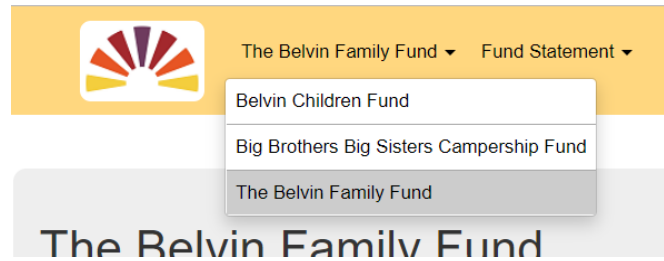 The Belvin Family Fund Fund Statement
Belvin Children Fund
Big Brothers Big Sisters Campership Fund
The Belvin Family Fund
The Belvin Family Fund